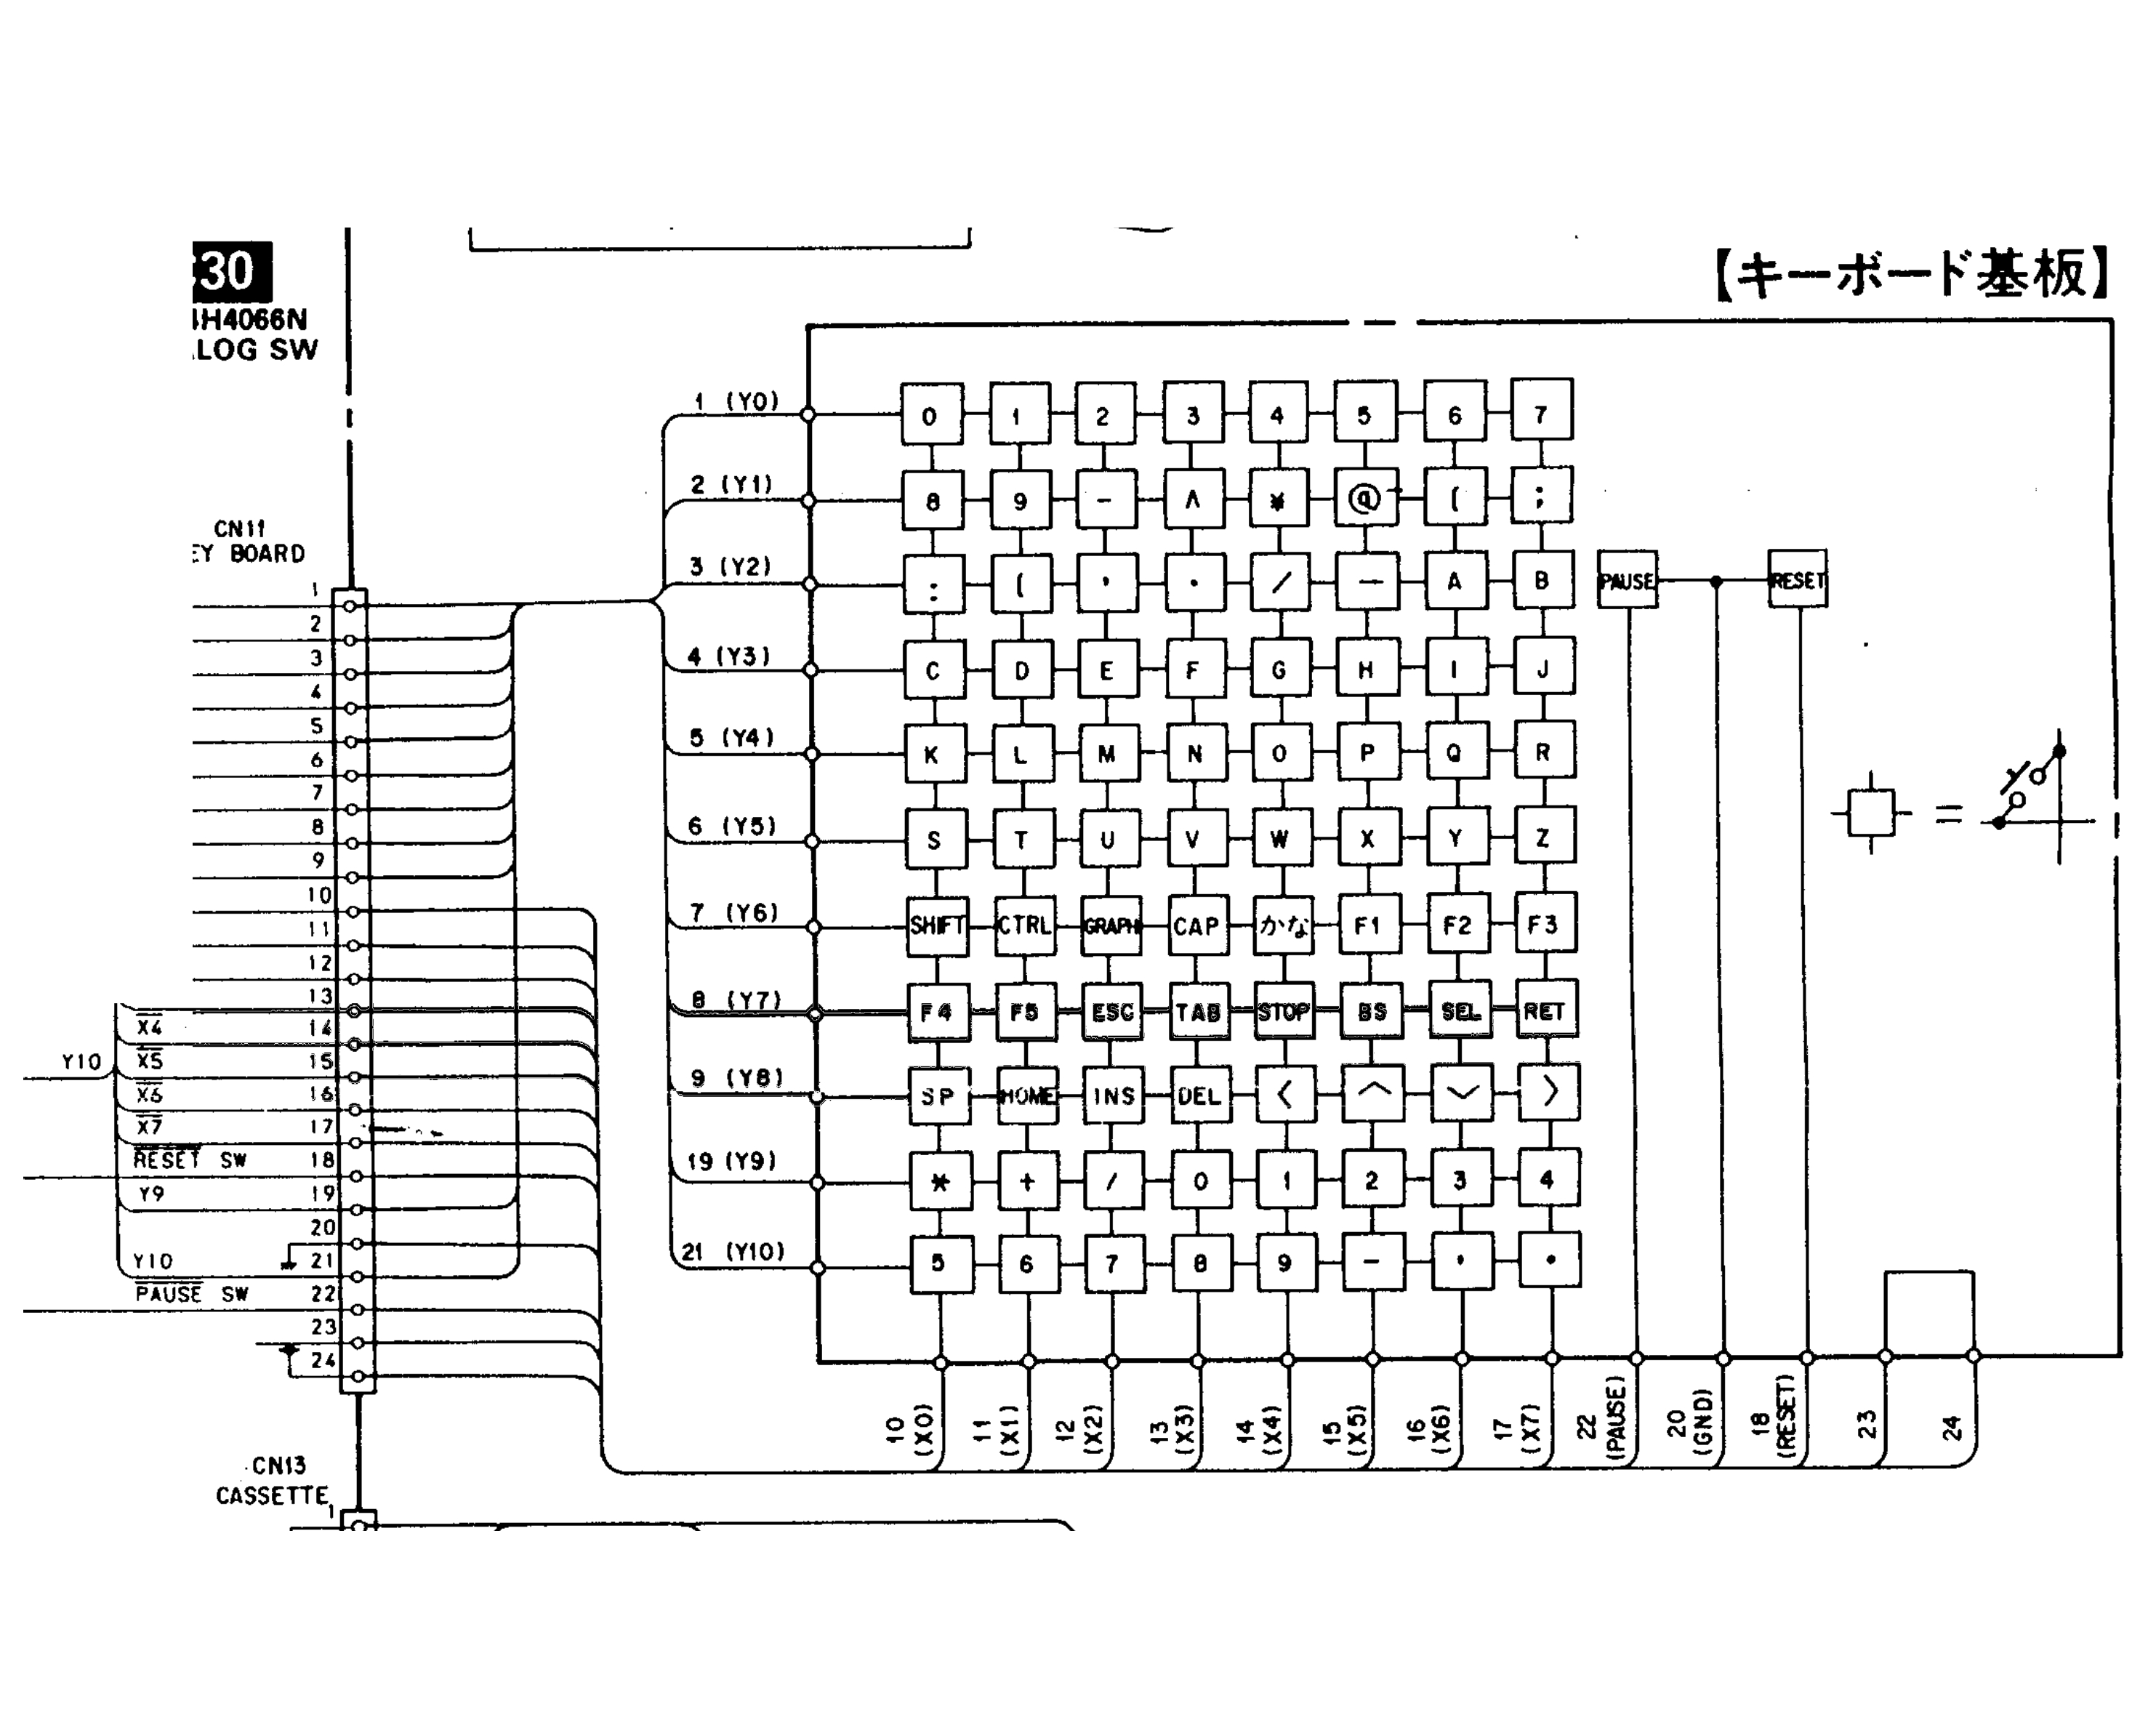 30
H4066N
LOG SW
【キーボード基板】
CN11
EY BOARD
1
2
3
4
5
6
7
8
9
10
11
12
13
14
15
16
17
18
19
20
21
22
23
24
X4
X5
X6
X7
RESET SW
Y9
Y10
PAUSE SW
Y10
CN13
CASSETTE
1
1 (Y0)
0 1 2 3 4 5 6 7
2 (Y1)
8 9 - ∧ ¥ @ [ ;
3 (Y2)
: [ , . / — A B
PAUSE RESET
4 (Y3)
C D E F G H I J
5 (Y4)
K L M N O P Q R
6 (Y5)
S T U V W X Y Z
=
7 (Y6)
SHIFT CTRL GRAPH CAP かな F1 F2 F3
8 (Y7)
F4 F5 ESC TAB STOP BS SEL RET
9 (Y8)
SP HOME INS DEL < ^ ∨ >
19 (Y9)
* + / 0 1 2 3 4
21 (Y10)
5 6 7 8 9 - , .
10 (X0)
11 (X1)
12 (X2)
13 (X3)
14 (X4)
15 (X5)
16 (X6)
17 (X7)
22 (PAUSE)
20 (GND)
18 (RESET)
23
24